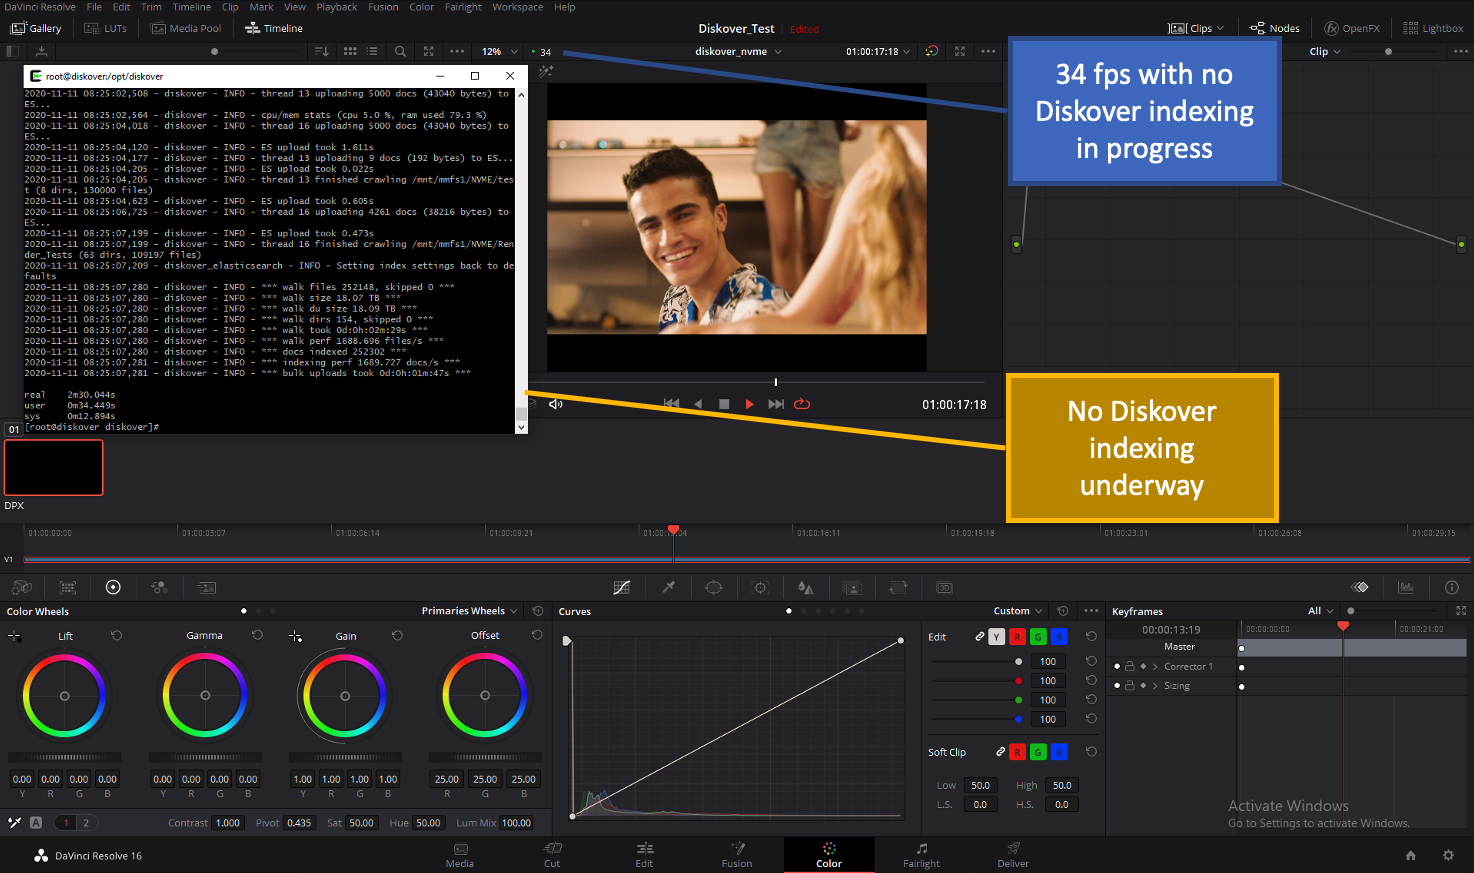 DaVinci Resolve File Edit Trim Timeline Clip Mark View Playback Fusion Color Fairlight Workspace Help
Gallery LUTs Media Pool Timeline Diskover_Test Edited Clips Nodes OpenFX Lightbox
12% 34 diskover_nvme 01:00:17:18 Clip
root@diskover:/opt/diskover
2020-11-11 08:25:02,508 - diskover - INFO - thread 13 uploading 5000 docs (43040 bytes) to
ES...
2020-11-11 08:25:02,564 - diskover - INFO - cpu/mem stats (cpu 5.0 %, ram used 79.3 %)
2020-11-11 08:25:04,018 - diskover - INFO - thread 16 uploading 5000 docs (43040 bytes) to
ES...
2020-11-11 08:25:04,120 - diskover - INFO - ES upload took 1.611s
2020-11-11 08:25:04,177 - diskover - INFO - thread 13 uploading 9 docs (192 bytes) to ES...
2020-11-11 08:25:04,205 - diskover - INFO - ES upload took 0.022s
2020-11-11 08:25:04,205 - diskover - INFO - thread 13 finished crawling /mnt/mmfs1/NVME/tes
t (8 dirs, 130000 files)
2020-11-11 08:25:04,623 - diskover - INFO - ES upload took 0.605s
2020-11-11 08:25:06,725 - diskover - INFO - thread 16 uploading 4261 docs (38216 bytes) to
ES...
2020-11-11 08:25:07,199 - diskover - INFO - ES upload took 0.473s
2020-11-11 08:25:07,199 - diskover - INFO - thread 16 finished crawling /mnt/mmfs1/NVME/Ren
der_Tests (63 dirs, 109197 files)
2020-11-11 08:25:07,209 - diskover_elasticsearch - INFO - Setting index settings back to de
faults
2020-11-11 08:25:07,280 - diskover - INFO - *** walk files 252148, skipped 0 ***
2020-11-11 08:25:07,280 - diskover - INFO - *** walk size 18.07 TB ***
2020-11-11 08:25:07,280 - diskover - INFO - *** walk du size 18.09 TB ***
2020-11-11 08:25:07,280 - diskover - INFO - *** walk dirs 154, skipped 0 ***
2020-11-11 08:25:07,280 - diskover - INFO - *** walk took 0d:0h:02m:29s ***
2020-11-11 08:25:07,280 - diskover - INFO - *** walk perf 1688.696 files/s ***
2020-11-11 08:25:07,280 - diskover - INFO - *** docs indexed 252302 ***
2020-11-11 08:25:07,281 - diskover - INFO - *** indexing perf 1689.727 docs/s ***
2020-11-11 08:25:07,281 - diskover - INFO - *** bulk uploads took 0d:0h:01m:47s ***
real 2m30.044s
user 0m34.449s
sys 0m12.894s
[root@diskover diskover]#
34 fps with no
Diskover indexing
in progress
01:00:17:18
No Diskover
indexing
underway
01
DPX
01:00:00:00 01:00:03:07 01:00:06:14 01:00:09:21 01:00:16:11 01:00:19:18 01:00:23:01 01:00:26:08 01:00:29:15
V1
3D
Color Wheels Primaries Wheels Curves Custom Keyframes All
Lift Gamma Gain Offset
0.00 0.00 0.00 0.00 0.00 0.00 0.00 0.00 1.00 1.00 1.00 1.00 25.00 25.00 25.00
Y R G B Y R G B Y R G B R G B
A 1 2 Contrast 1.000 Pivot 0.435 Sat 50.00 Hue 50.00 Lum Mix 100.00
Edit Y R G B
100
100
100
100
Soft Clip R G B
Low 50.0 High 50.0
L.S. 0.0 H.S. 0.0
00:00:13:19 00:00:00:00 00:00:21:00
Master
Corrector 1
Sizing
Activate Windows
Go to Settings to activate Windows.
DaVinci Resolve 16 Media Cut Edit Fusion Color Fairlight Deliver